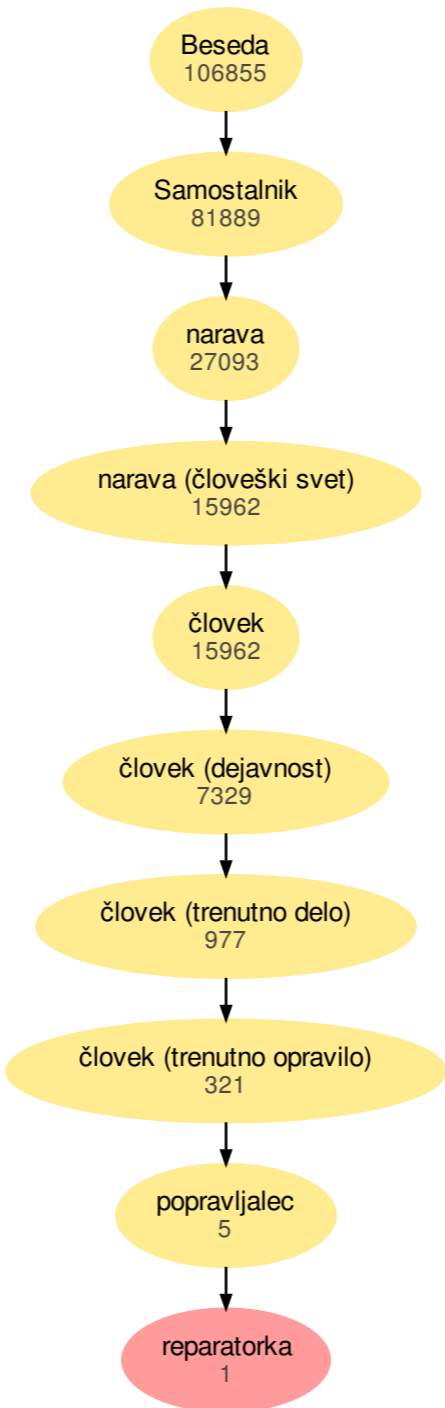 Beseda
106855
Samostalnik
81889
narava
27093
narava (človeški svet)
15962
človek
15962
človek (dejavnost)
7329
človek (trenutno delo)
977
človek (trenutno opravilo)
321
popravljalec
5
reparatorka
1